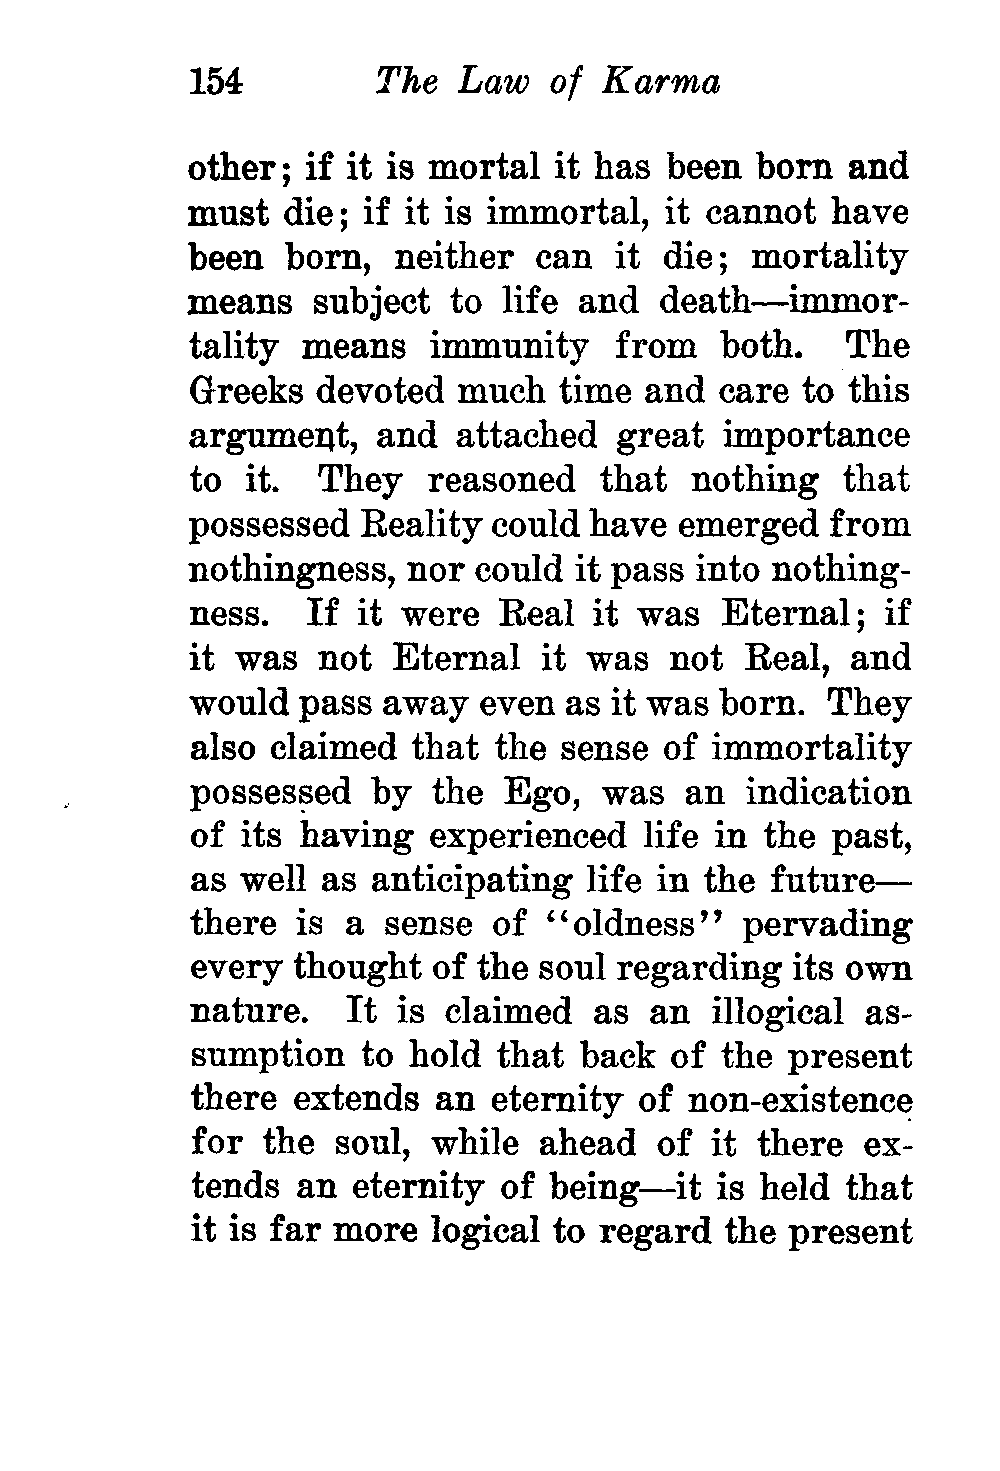 154 The Law of Karma
other; if it is mortal it has been born and
must die; if it is immortal, it cannot have
been born, neither can it die; mortality
means subject to life and death—immor-
tality means immunity from both. The
Greeks devoted much time and care to this
argument, and attached great importance
to it. They reasoned that nothing that
possessed Reality could have emerged from
nothingness, nor could it pass into nothing-
ness. If it were Real it was Eternal; if
it was not Eternal it was not Real, and
would pass away even as it was born. They
also claimed that the sense of immortality
possessed by the Ego, was an indication
of its having experienced life in the past,
as well as anticipating life in the future—
there is a sense of “oldness” pervading
every thought of the soul regarding its own
nature. It is claimed as an illogical as-
sumption to hold that back of the present
there extends an eternity of non-existence
for the soul, while ahead of it there ex-
tends an eternity of being—it is held that
it is far more logical to regard the present